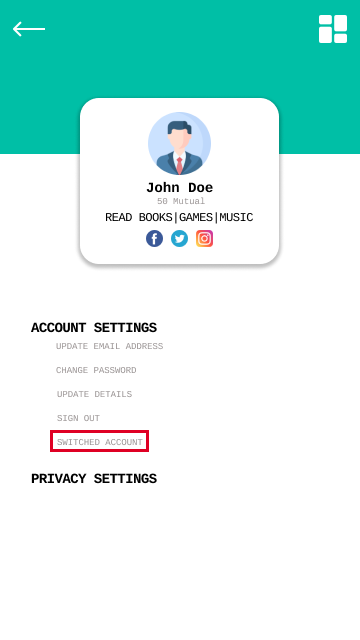 John Doe
50 Mutual
READ BOOKS|GAMES|MUSIC
ACCOUNT SETTINGS
UPDATE EMAIL ADDRESS
CHANGE PASSWORD
UPDATE DETAILS
SIGN OUT
SWITCHED ACCOUNT
PRIVACY SETTINGS